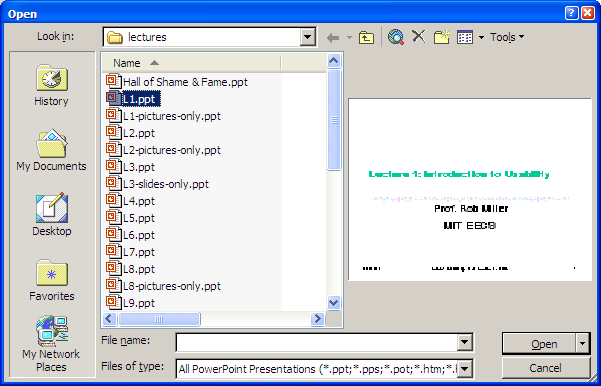 Open
Look in:
lectures
Tools
Name
History
My Documents
Desktop
Favorites
My Network
Places
Hall of Shame & Fame.ppt
L1.ppt
L1-pictures-only.ppt
L2.ppt
L2-pictures-only.ppt
L3.ppt
L3-slides-only.ppt
L4.ppt
L5.ppt
L6.ppt
L7.ppt
L8.ppt
L8-pictures-only.ppt
L9.ppt
Lecture 1: Introduction to Usability
Prof. Rob Miller
MIT EECS
File name:
Open
Files of type:
All PowerPoint Presentations (*.ppt;*.pps;*.pot;*.htm;*.
Cancel